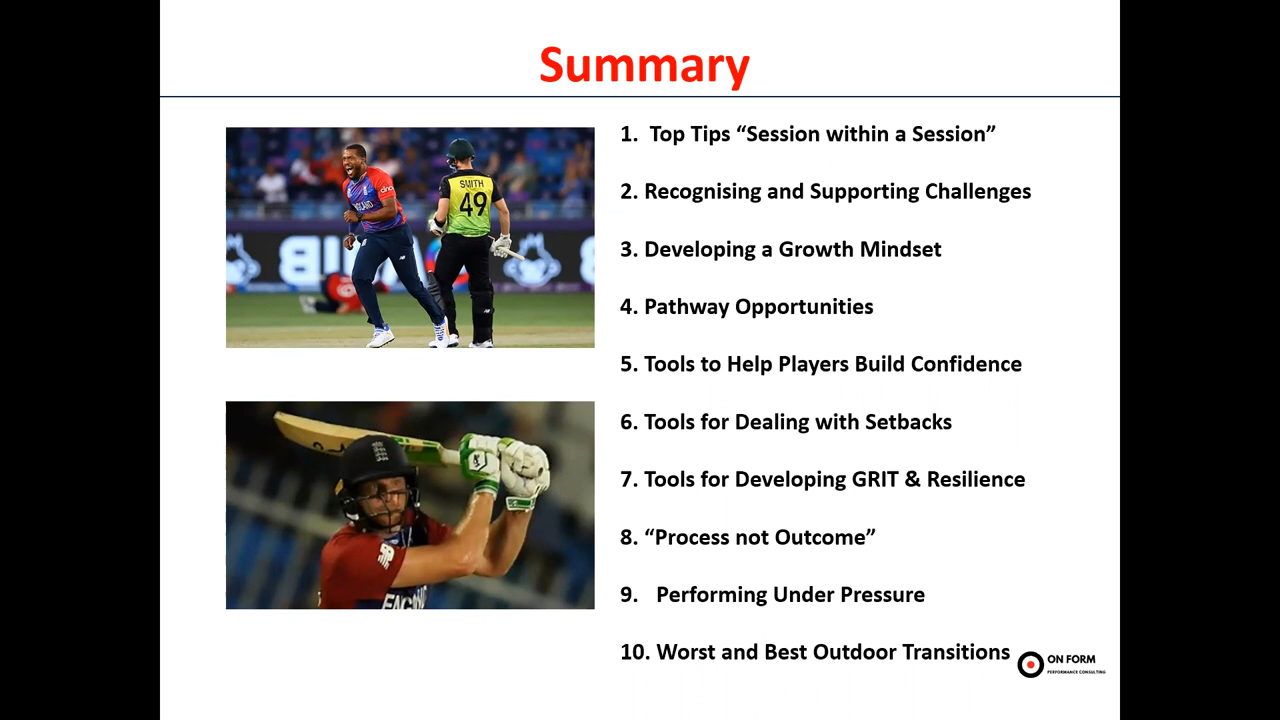 Summary
1. Top Tips “Session within a Session”
2. Recognising and Supporting Challenges
3. Developing a Growth Mindset
4. Pathway Opportunities
5. Tools to Help Players Build Confidence
6. Tools for Dealing with Setbacks
7. Tools for Developing GRIT & Resilience
8. “Process not Outcome”
9. Performing Under Pressure
10. Worst and Best Outdoor Transitions
ON FORM
PERFORMANCE CONSULTING
SMITH
49